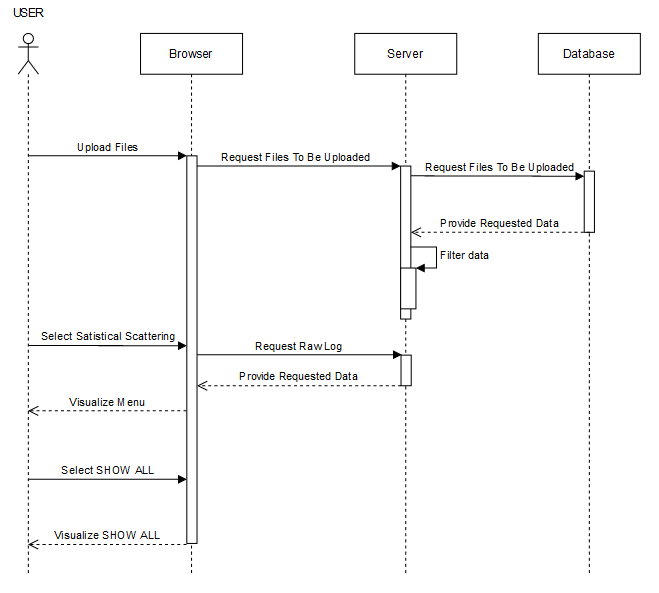 USER
Browser
Server
Database
Upload Files
Request Files To Be Uploaded
Request Files To Be Uploaded
Provide Requested Data
Filter data
Select Satistical Scattering
Request Raw Log
Provide Requested Data
Visualize Menu
Select SHOW ALL
Visualize SHOW ALL